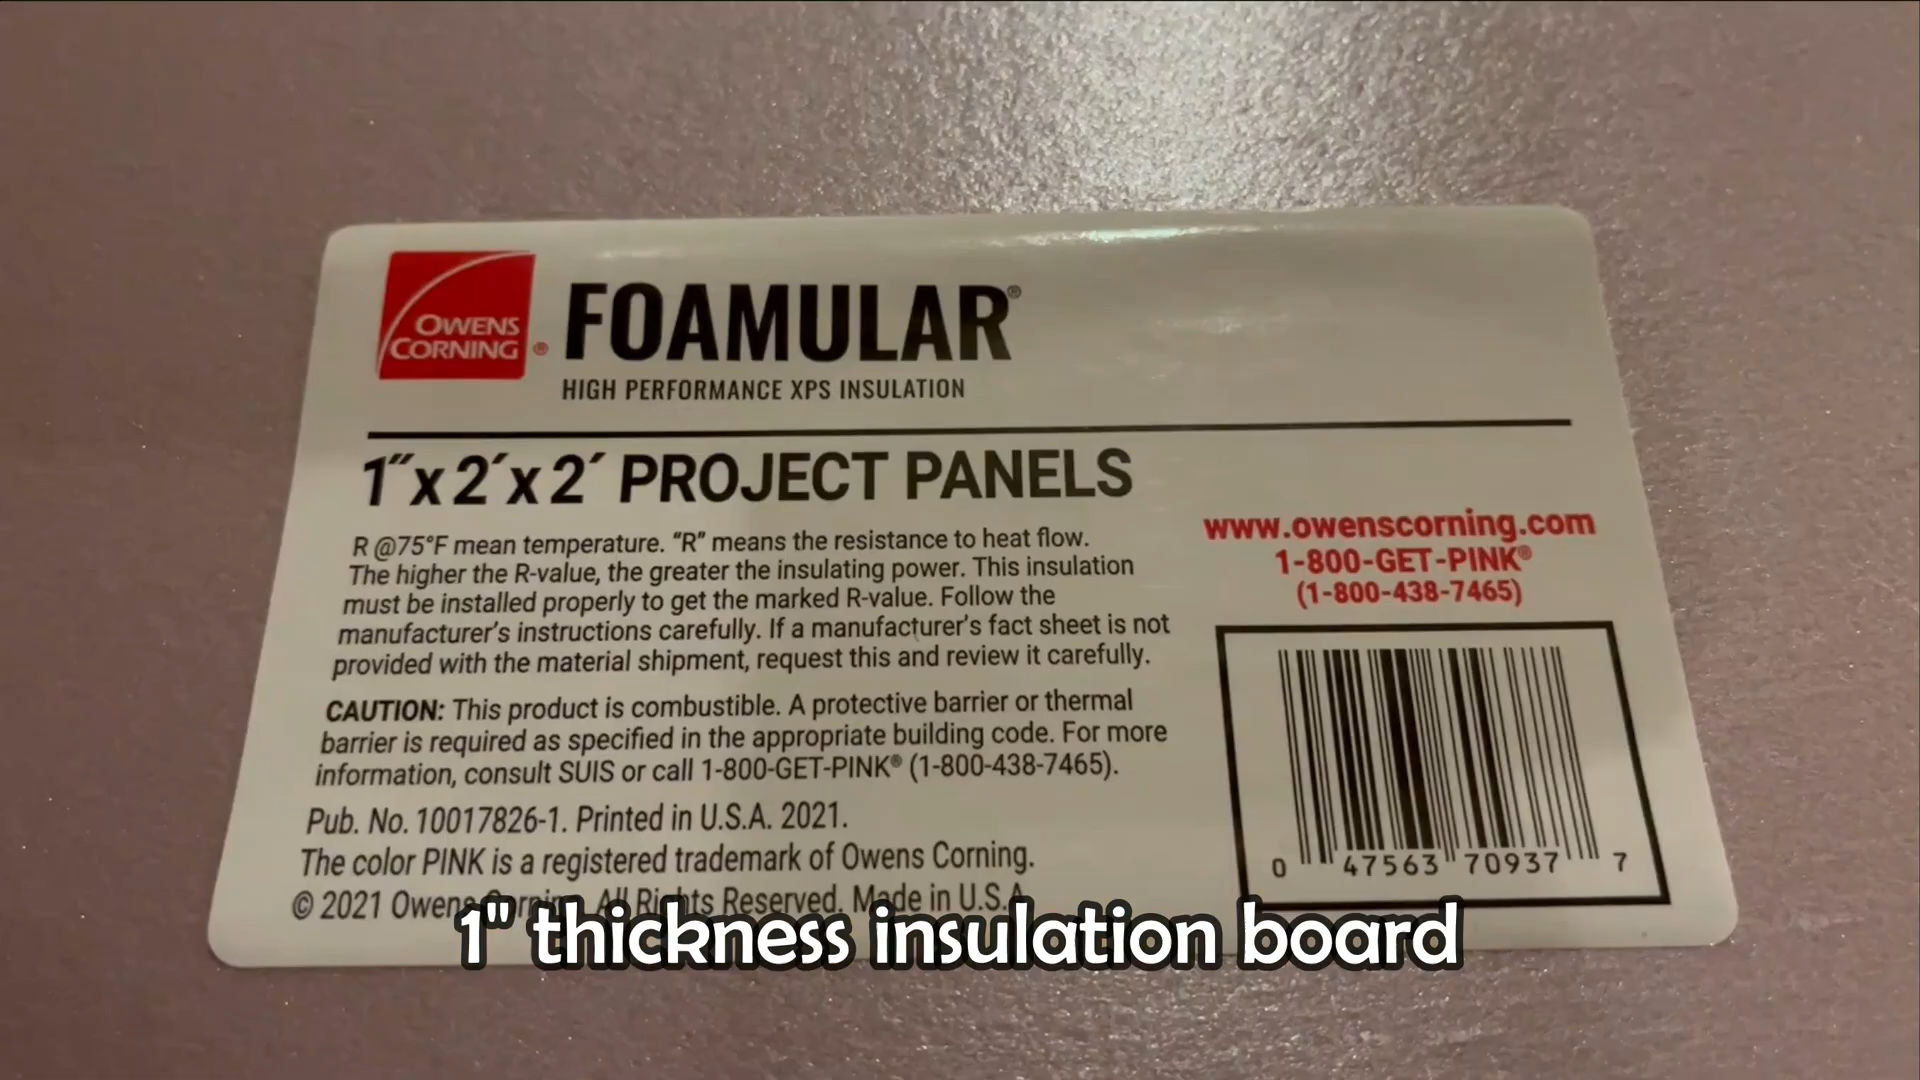 OWENS
CORNING ®
FOAMULAR®
HIGH PERFORMANCE XPS INSULATION
1″x2′x2′ PROJECT PANELS
R @75°F mean temperature. “R” means the resistance to heat flow.
The higher the R-value, the greater the insulating power. This insulation
must be installed properly to get the marked R-value. Follow the
manufacturer’s instructions carefully. If a manufacturer’s fact sheet is not
provided with the material shipment, request this and review it carefully.
CAUTION: This product is combustible. A protective barrier or thermal
barrier is required as specified in the appropriate building code. For more
information, consult SUIS or call 1-800-GET-PINK® (1-800-438-7465).
Pub. No. 10017826-1. Printed in U.S.A. 2021.
The color PINK is a registered trademark of Owens Corning.
© 2021 Owens Corning. All Rights Reserved. Made in U.S.A.
www.owenscorning.com
1-800-GET-PINK®
(1-800-438-7465)
0 47563 70937 7
1" thickness insulation board